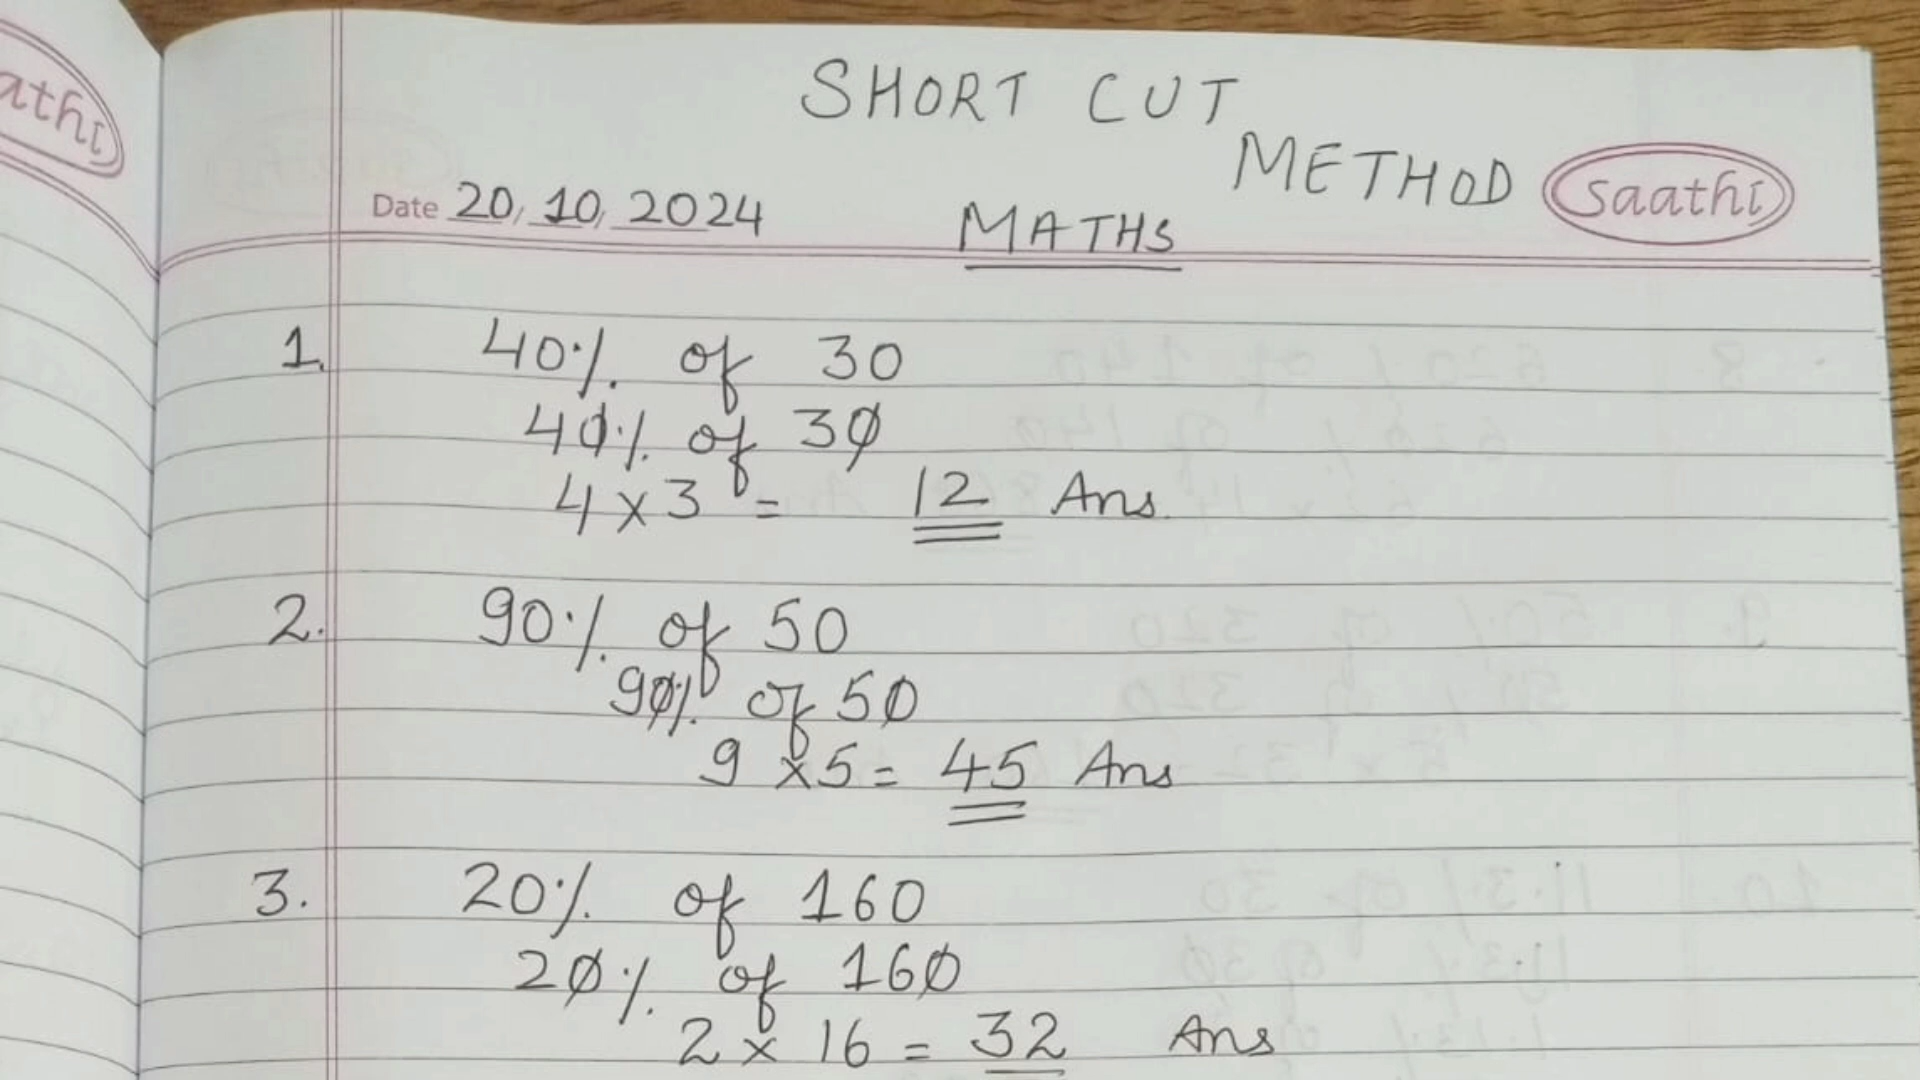 athi
SHORT CUT
METHOD
saathi
Date 20, 10, 2024
MATHS
1. 40% of 30
40% of 30
4 x 3 = 12 Ans.
2. 90% of 50
90% of 50
9 x 5 = 45 Ans
3. 20% of 160
20% of 160
2 x 16 = 32 Ans